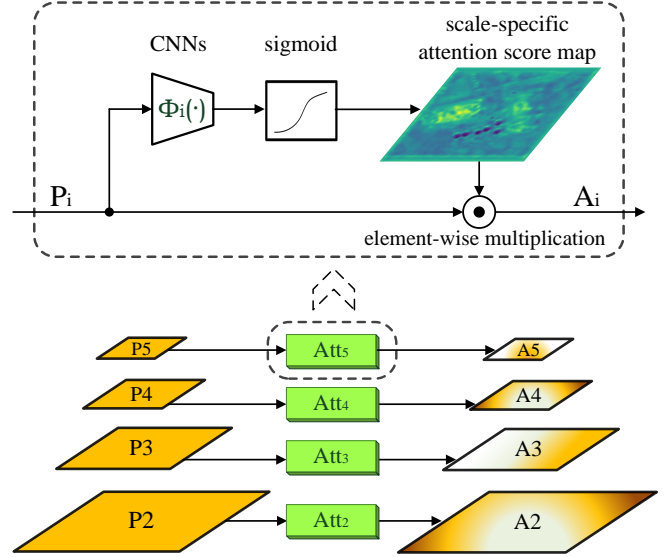 scale-specific
CNNs sigmoid attention score map
Φi(·)
Pi Ai
element-wise multiplication
P5 Att5 A5
P4 Att4 A4
P3 Att3 A3
P2 Att2 A2